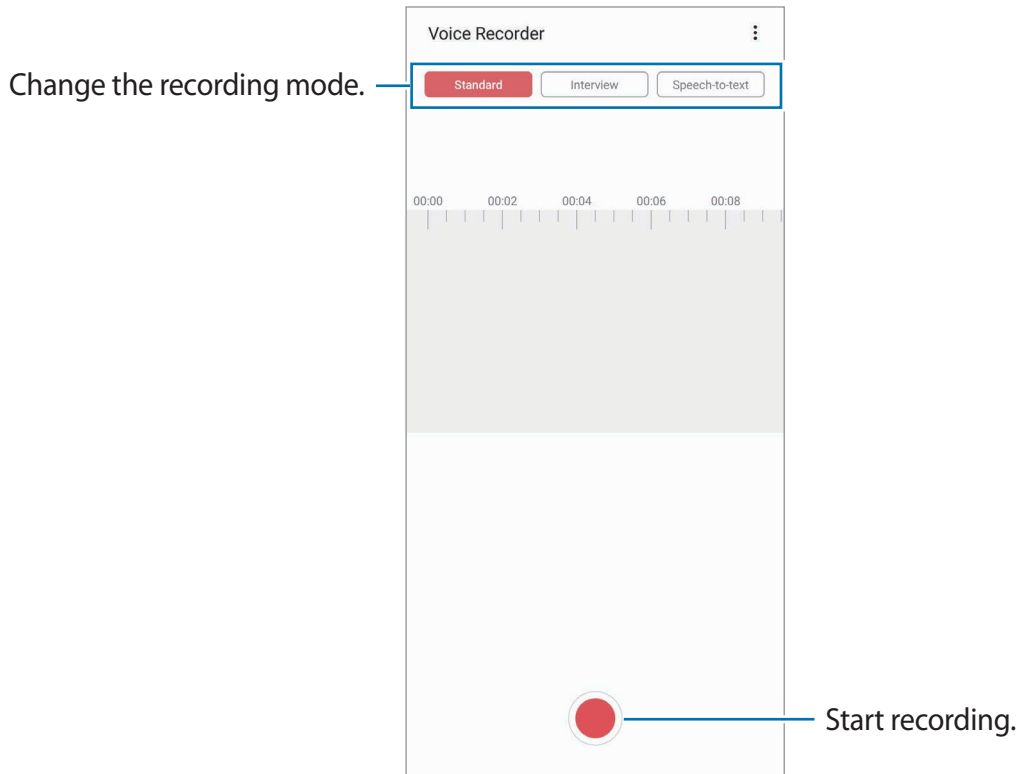 Voice Recorder
Change the recording mode.
Standard Interview Speech-to-text
00:00 00:02 00:04 00:06 00:08
Start recording.